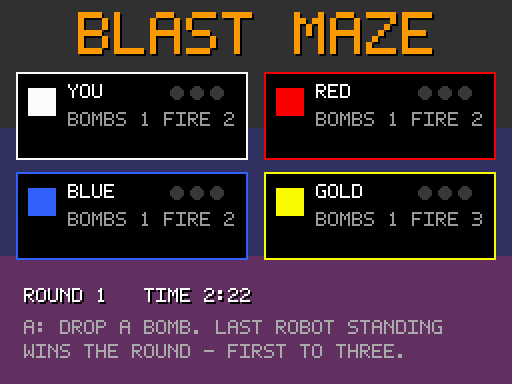 BLAST MAZE
YOU
BOMBS 1 FIRE 2
RED
BOMBS 1 FIRE 2
BLUE
BOMBS 1 FIRE 2
GOLD
BOMBS 1 FIRE 3
ROUND 1 TIME 2:22
A: DROP A BOMB. LAST ROBOT STANDING
WINS THE ROUND - FIRST TO THREE.